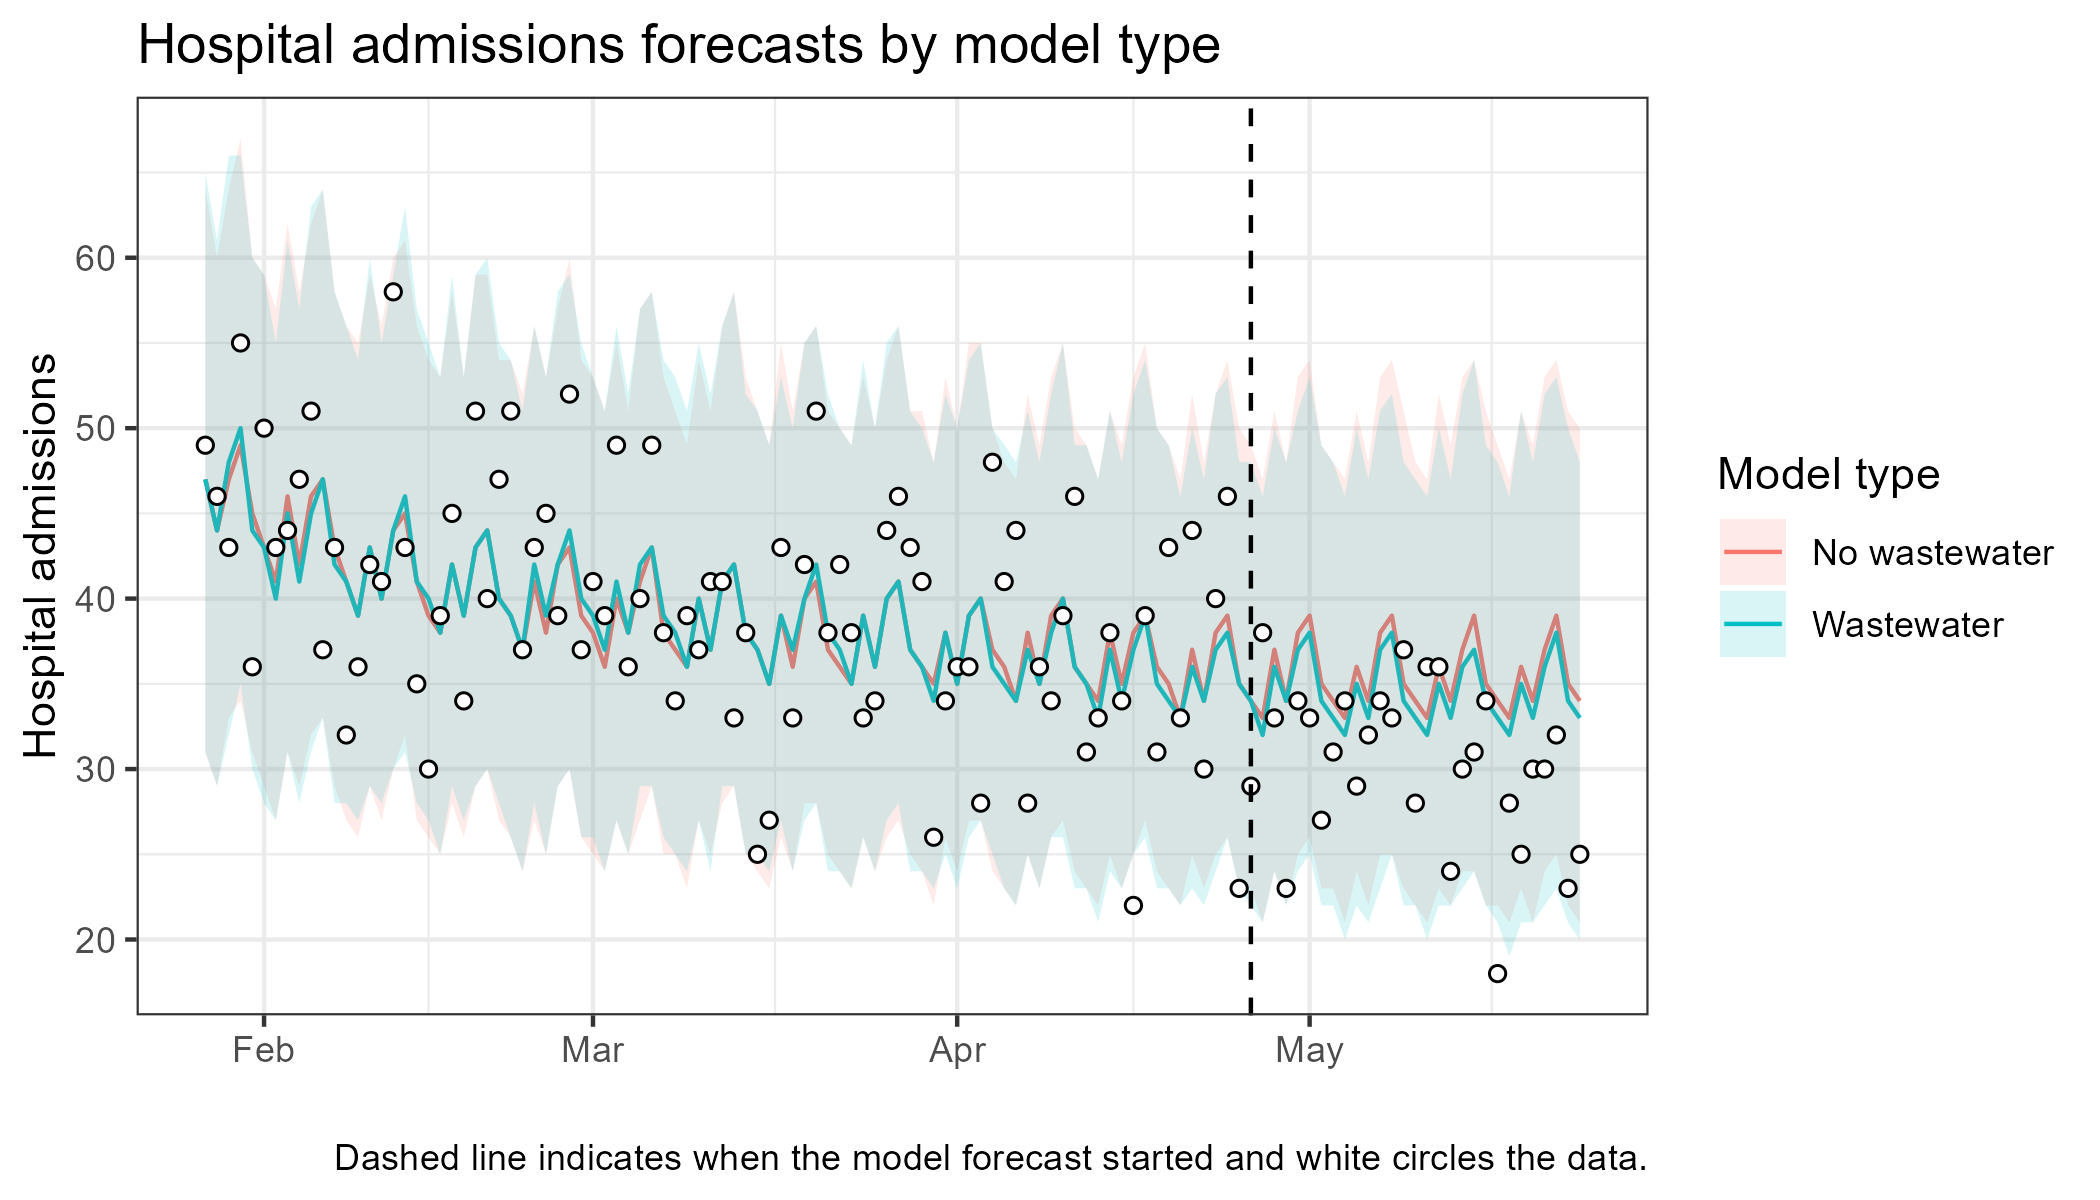 Hospital admissions forecasts by model type
Hospital admissions
60
50
40
30
20
Feb
Mar
Apr
May
Model type
No wastewater
Wastewater
Dashed line indicates when the model forecast started and white circles the data.